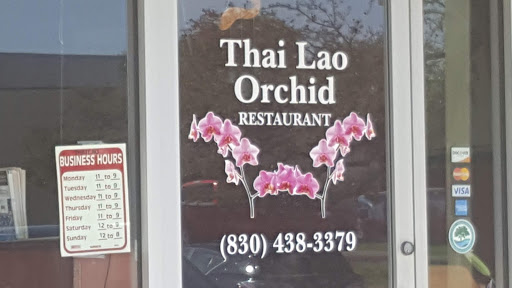 Thai Lao
Orchid
RESTAURANT
(830) 438-3379
BUSINESS HOURS
Monday 11 to 9
Tuesday 11 to 9
Wednesday 11 to 9
Thursday 11 to 9
Friday 11 to 9
Saturday 12 to 9
Sunday 12 to 8
VISA